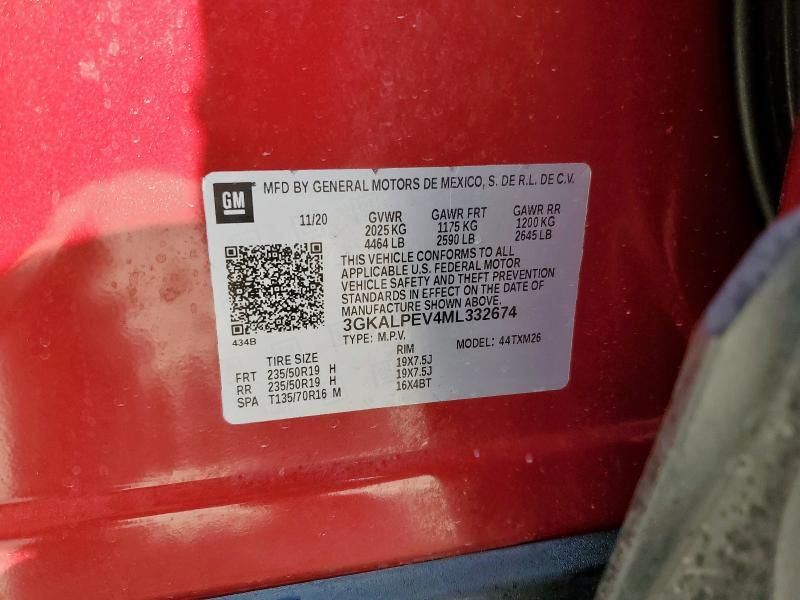 GM MFD BY GENERAL MOTORS DE MEXICO, S. DE R.L. DE C.V.
11/20 GVWR GAWR FRT GAWR RR
2025 KG 1175 KG 1200 KG
4464 LB 2590 LB 2645 LB
THIS VEHICLE CONFORMS TO ALL
APPLICABLE U.S. FEDERAL MOTOR
VEHICLE SAFETY AND THEFT PREVENTION
STANDARDS IN EFFECT ON THE DATE OF
MANUFACTURE SHOWN ABOVE.
3GKALPEV4ML332674
434B TYPE: M.P.V. MODEL: 44TXM26
TIRE SIZE RIM
FRT 235/50R19 H 19X7.5J
RR 235/50R19 H 19X7.5J
SPA T135/70R16 M 16X4BT